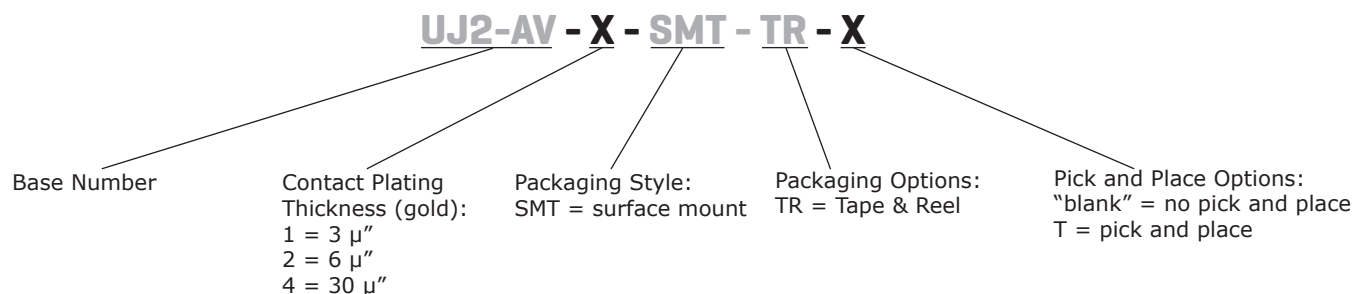 UJ2-AV - X - SMT - TR - X
Base Number
Contact Plating
Thickness (gold):
1 = 3 µ”
2 = 6 µ”
4 = 30 µ”
Packaging Style:
SMT = surface mount
Packaging Options:
TR = Tape & Reel
Pick and Place Options:
“blank” = no pick and place
T = pick and place